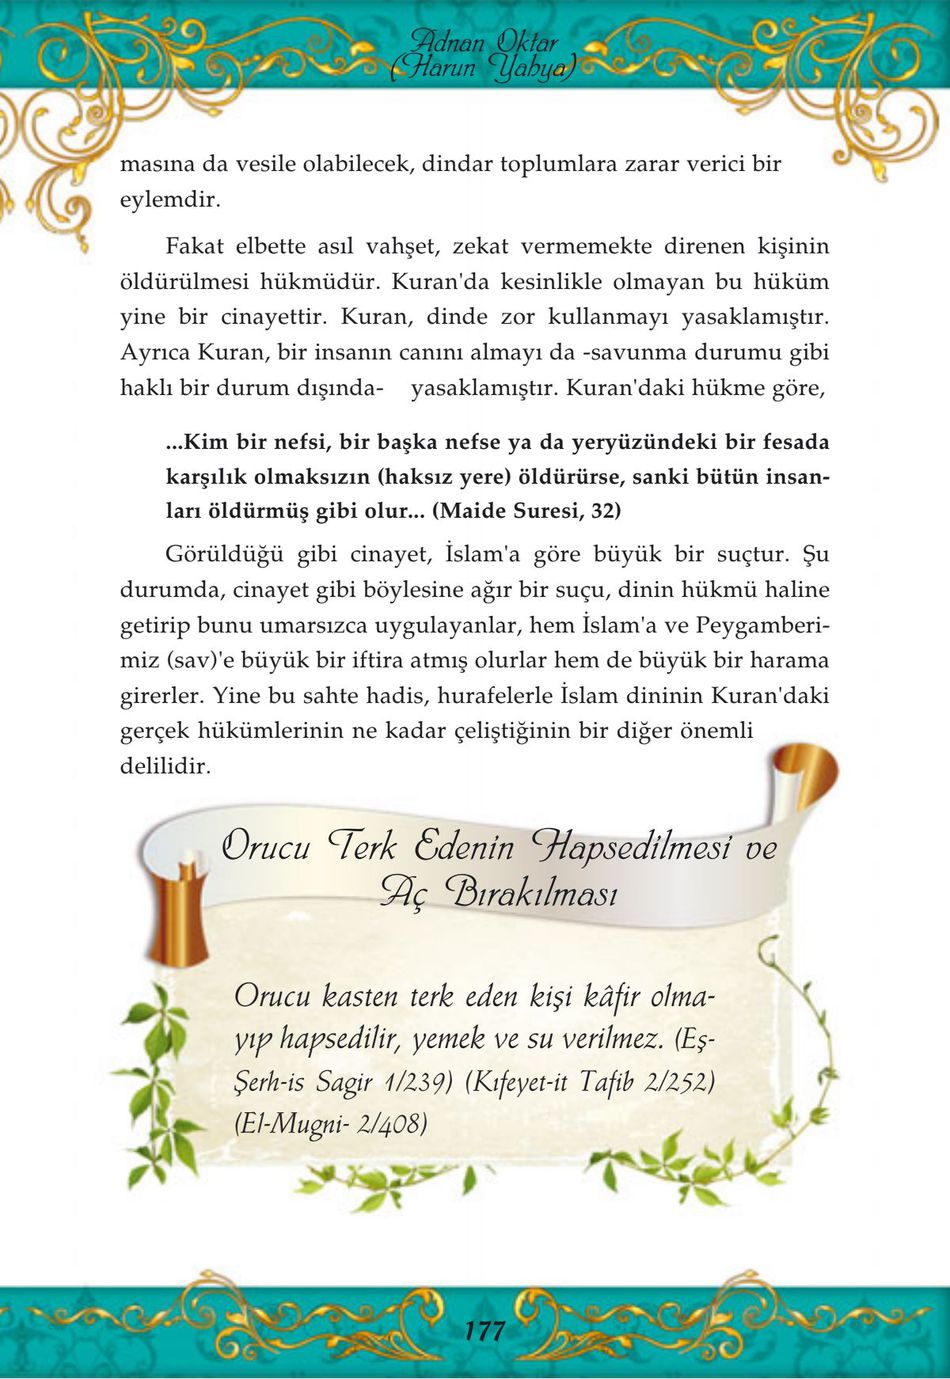 Adnan Oktar
(Harun Yahya)
masına da vesile olabilecek, dindar toplumlara zarar verici bir
eylemdir.
Fakat elbette asıl vahşet, zekat vermemekte direnen kişinin
öldürülmesi hükmüdür. Kuran'da kesinlikle olmayan bu hüküm
yine bir cinayettir. Kuran, dinde zor kullanmayı yasaklamıştır.
Ayrıca Kuran, bir insanın canını almayı da -savunma durumu gibi
haklı bir durum dışında- yasaklamıştır. Kuran'daki hükme göre,
...Kim bir nefsi, bir başka nefse ya da yeryüzündeki bir fesada
karşılık olmaksızın (haksız yere) öldürürse, sanki bütün insan-
ları öldürmüş gibi olur... (Maide Suresi, 32)
Görüldüğü gibi cinayet, İslam'a göre büyük bir suçtur. Şu
durumda, cinayet gibi böylesine ağır bir suçu, dinin hükmü haline
getirip bunu umarsızca uygulayanlar, hem İslam'a ve Peygamberi-
miz (sav)'e büyük bir iftira atmış olurlar hem de büyük bir harama
girerler. Yine bu sahte hadis, hurafelerle İslam dininin Kuran'daki
gerçek hükümlerinin ne kadar çeliştiğinin bir diğer önemli
delilidir.
Orucu Terk Edenin Hapsedilmesi ve
Aç Bırakılması
Orucu kasten terk eden kişi kâfir olma-
yıp hapsedilir, yemek ve su verilmez. (Eş-
Şerh-is Sagir 1/239) (Kıfeyet-it Tafib 2/252)
(El-Mugni- 2/408)
177